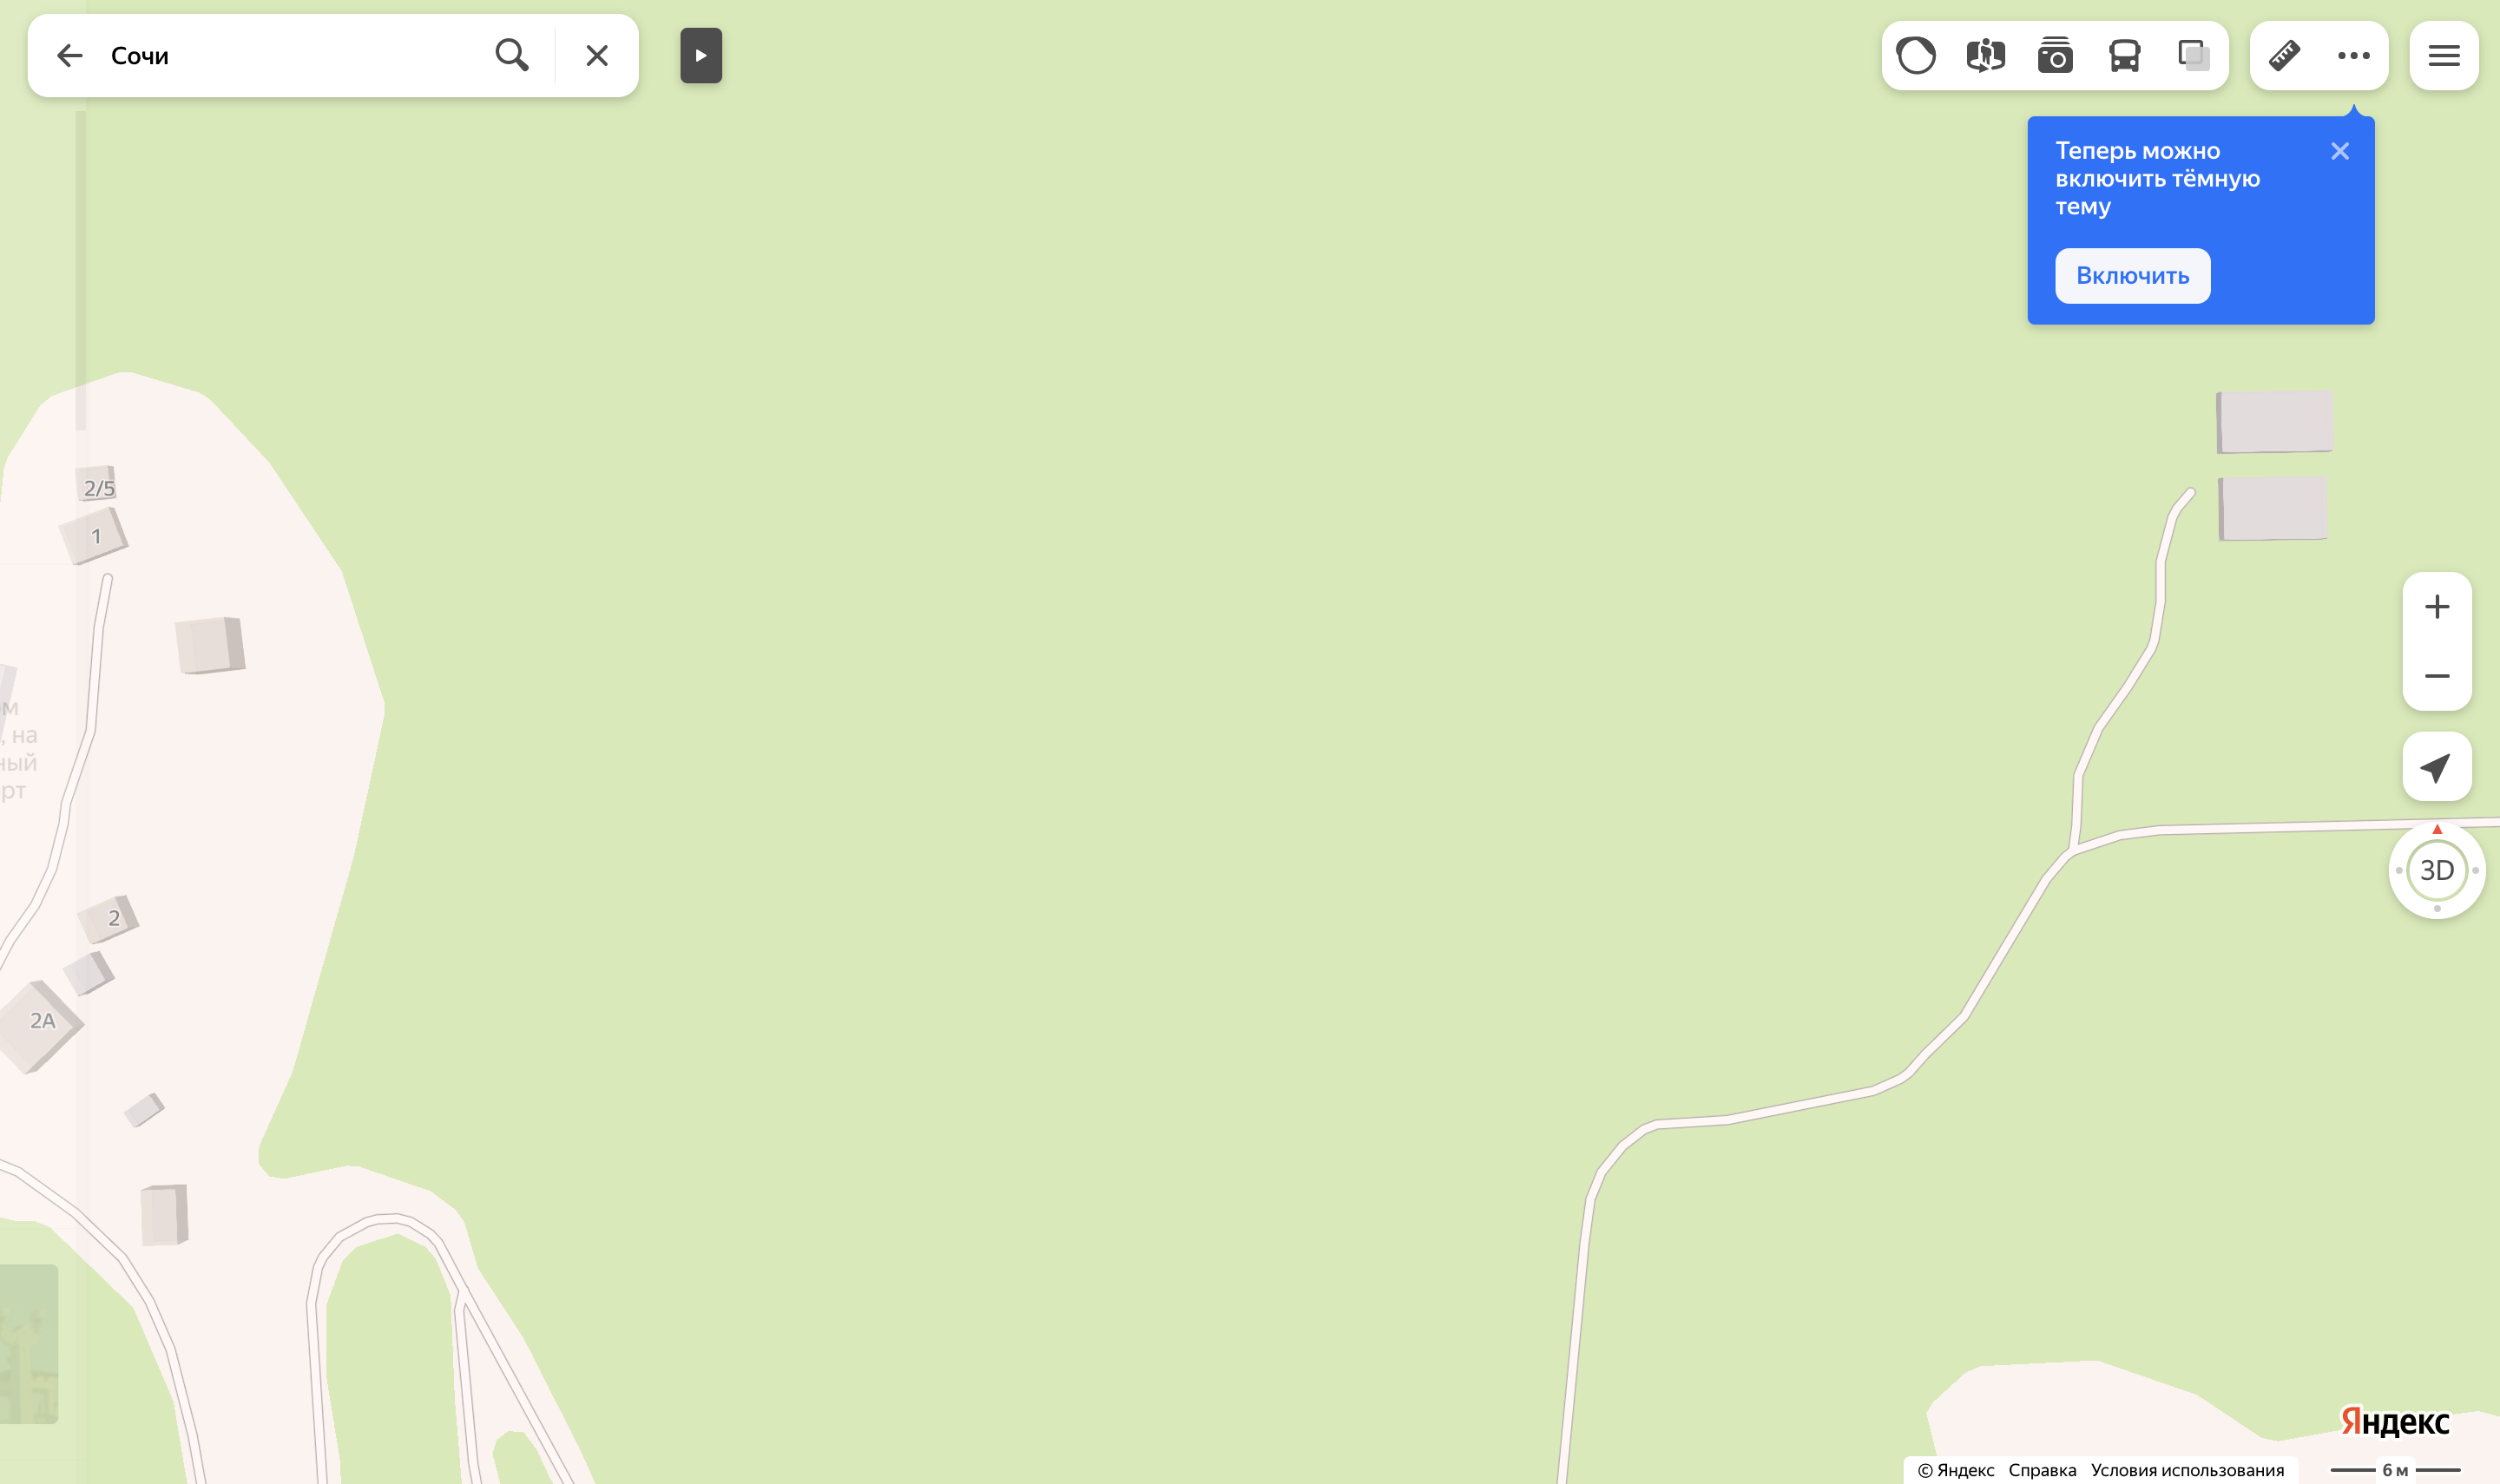 Сочи
Теперь можно
включить тёмную
тему
Включить
2/5
1
, на
2
2А
3D
Яндекс
© Яндекс Справка Условия использования
6 м